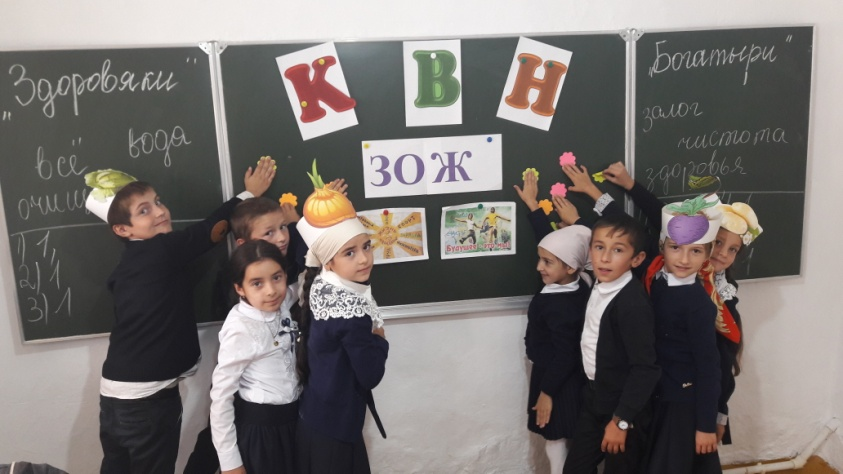 „Здоровяки"
всё вода
1) 1,
2) 1
3) 1
К В Н
ЗОЖ
„Богатыри"
залог
чистота
здоровья